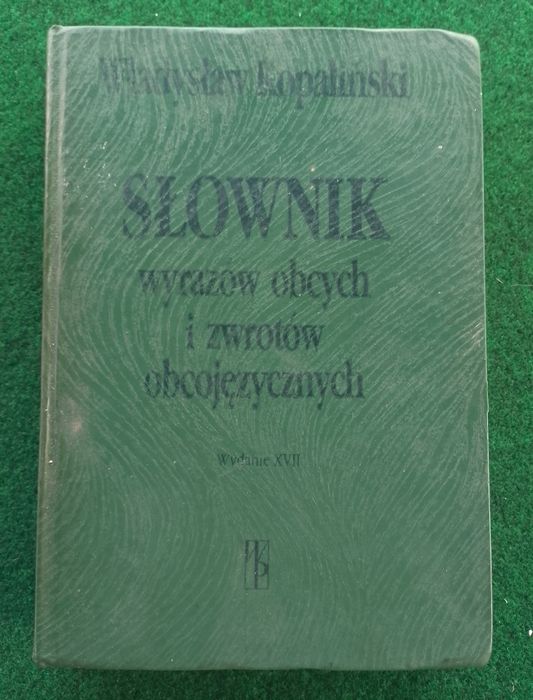 Władysław Kopaliński
SŁOWNIK
wyrazów obcych
i zwrotów
obcojęzycznych
Wydanie XVII